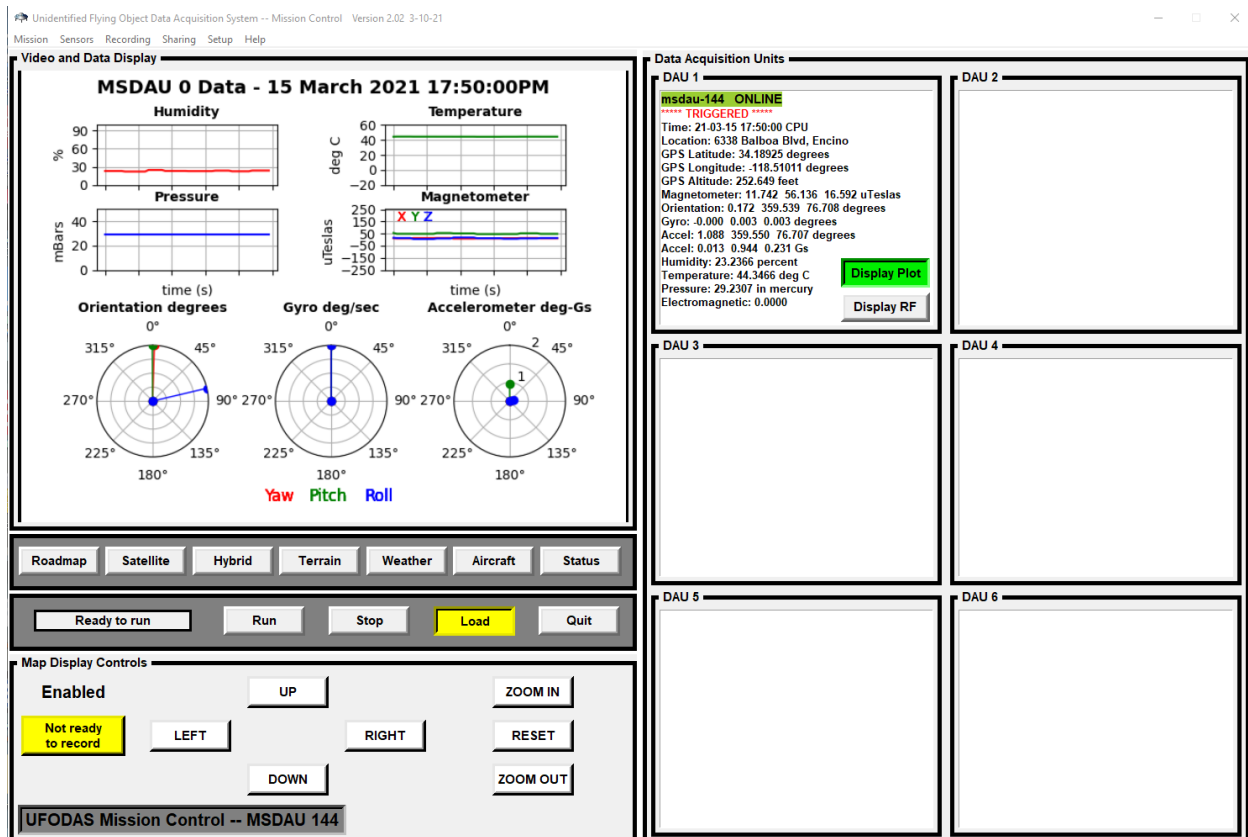 Unidentified Flying Object Data Acquisition System -- Mission Control Version 2.02 3-10-21
Mission Sensors Recording Sharing Setup Help
Video and Data Display
MSDAU 0 Data - 15 March 2021 17:50:00PM
Humidity
90
60
30
0
%
Temperature
60
40
20
0
−20
deg C
Pressure
40
20
0
mBars
time (s)
Magnetometer
X Y Z
250
150
50
−50
−150
−250
uTeslas
time (s)
Orientation degrees
0°
315° 45°
270° 90°
225° 135°
180°
Gyro deg/sec
0°
315° 45°
270° 90°
225° 135°
180°
Accelerometer deg-Gs
0°
315° 2 45°
1
270° 90°
225° 135°
180°
Yaw Pitch Roll
Roadmap Satellite Hybrid Terrain Weather Aircraft Status
Ready to run Run Stop Load Quit
Map Display Controls
Enabled UP ZOOM IN
Not ready
to record
LEFT RIGHT RESET
DOWN ZOOM OUT
UFODAS Mission Control -- MSDAU 144
Data Acquisition Units
DAU 1
msdau-144 ONLINE
***** TRIGGERED *****
Time: 21-03-15 17:50:00 CPU
Location: 6338 Balboa Blvd, Encino
GPS Latitude: 34.18925 degrees
GPS Longitude: -118.51011 degrees
GPS Altitude: 252.649 feet
Magnetometer: 11.742 56.136 16.592 uTeslas
Orientation: 0.172 359.539 76.708 degrees
Gyro: -0.000 0.003 0.003 degrees
Accel: 1.088 359.550 76.707 degrees
Accel: 0.013 0.944 0.231 Gs
Humidity: 23.2366 percent
Temperature: 44.3466 deg C
Pressure: 29.2307 in mercury
Electromagnetic: 0.0000
Display Plot
Display RF
DAU 2
DAU 3
DAU 4
DAU 5
DAU 6